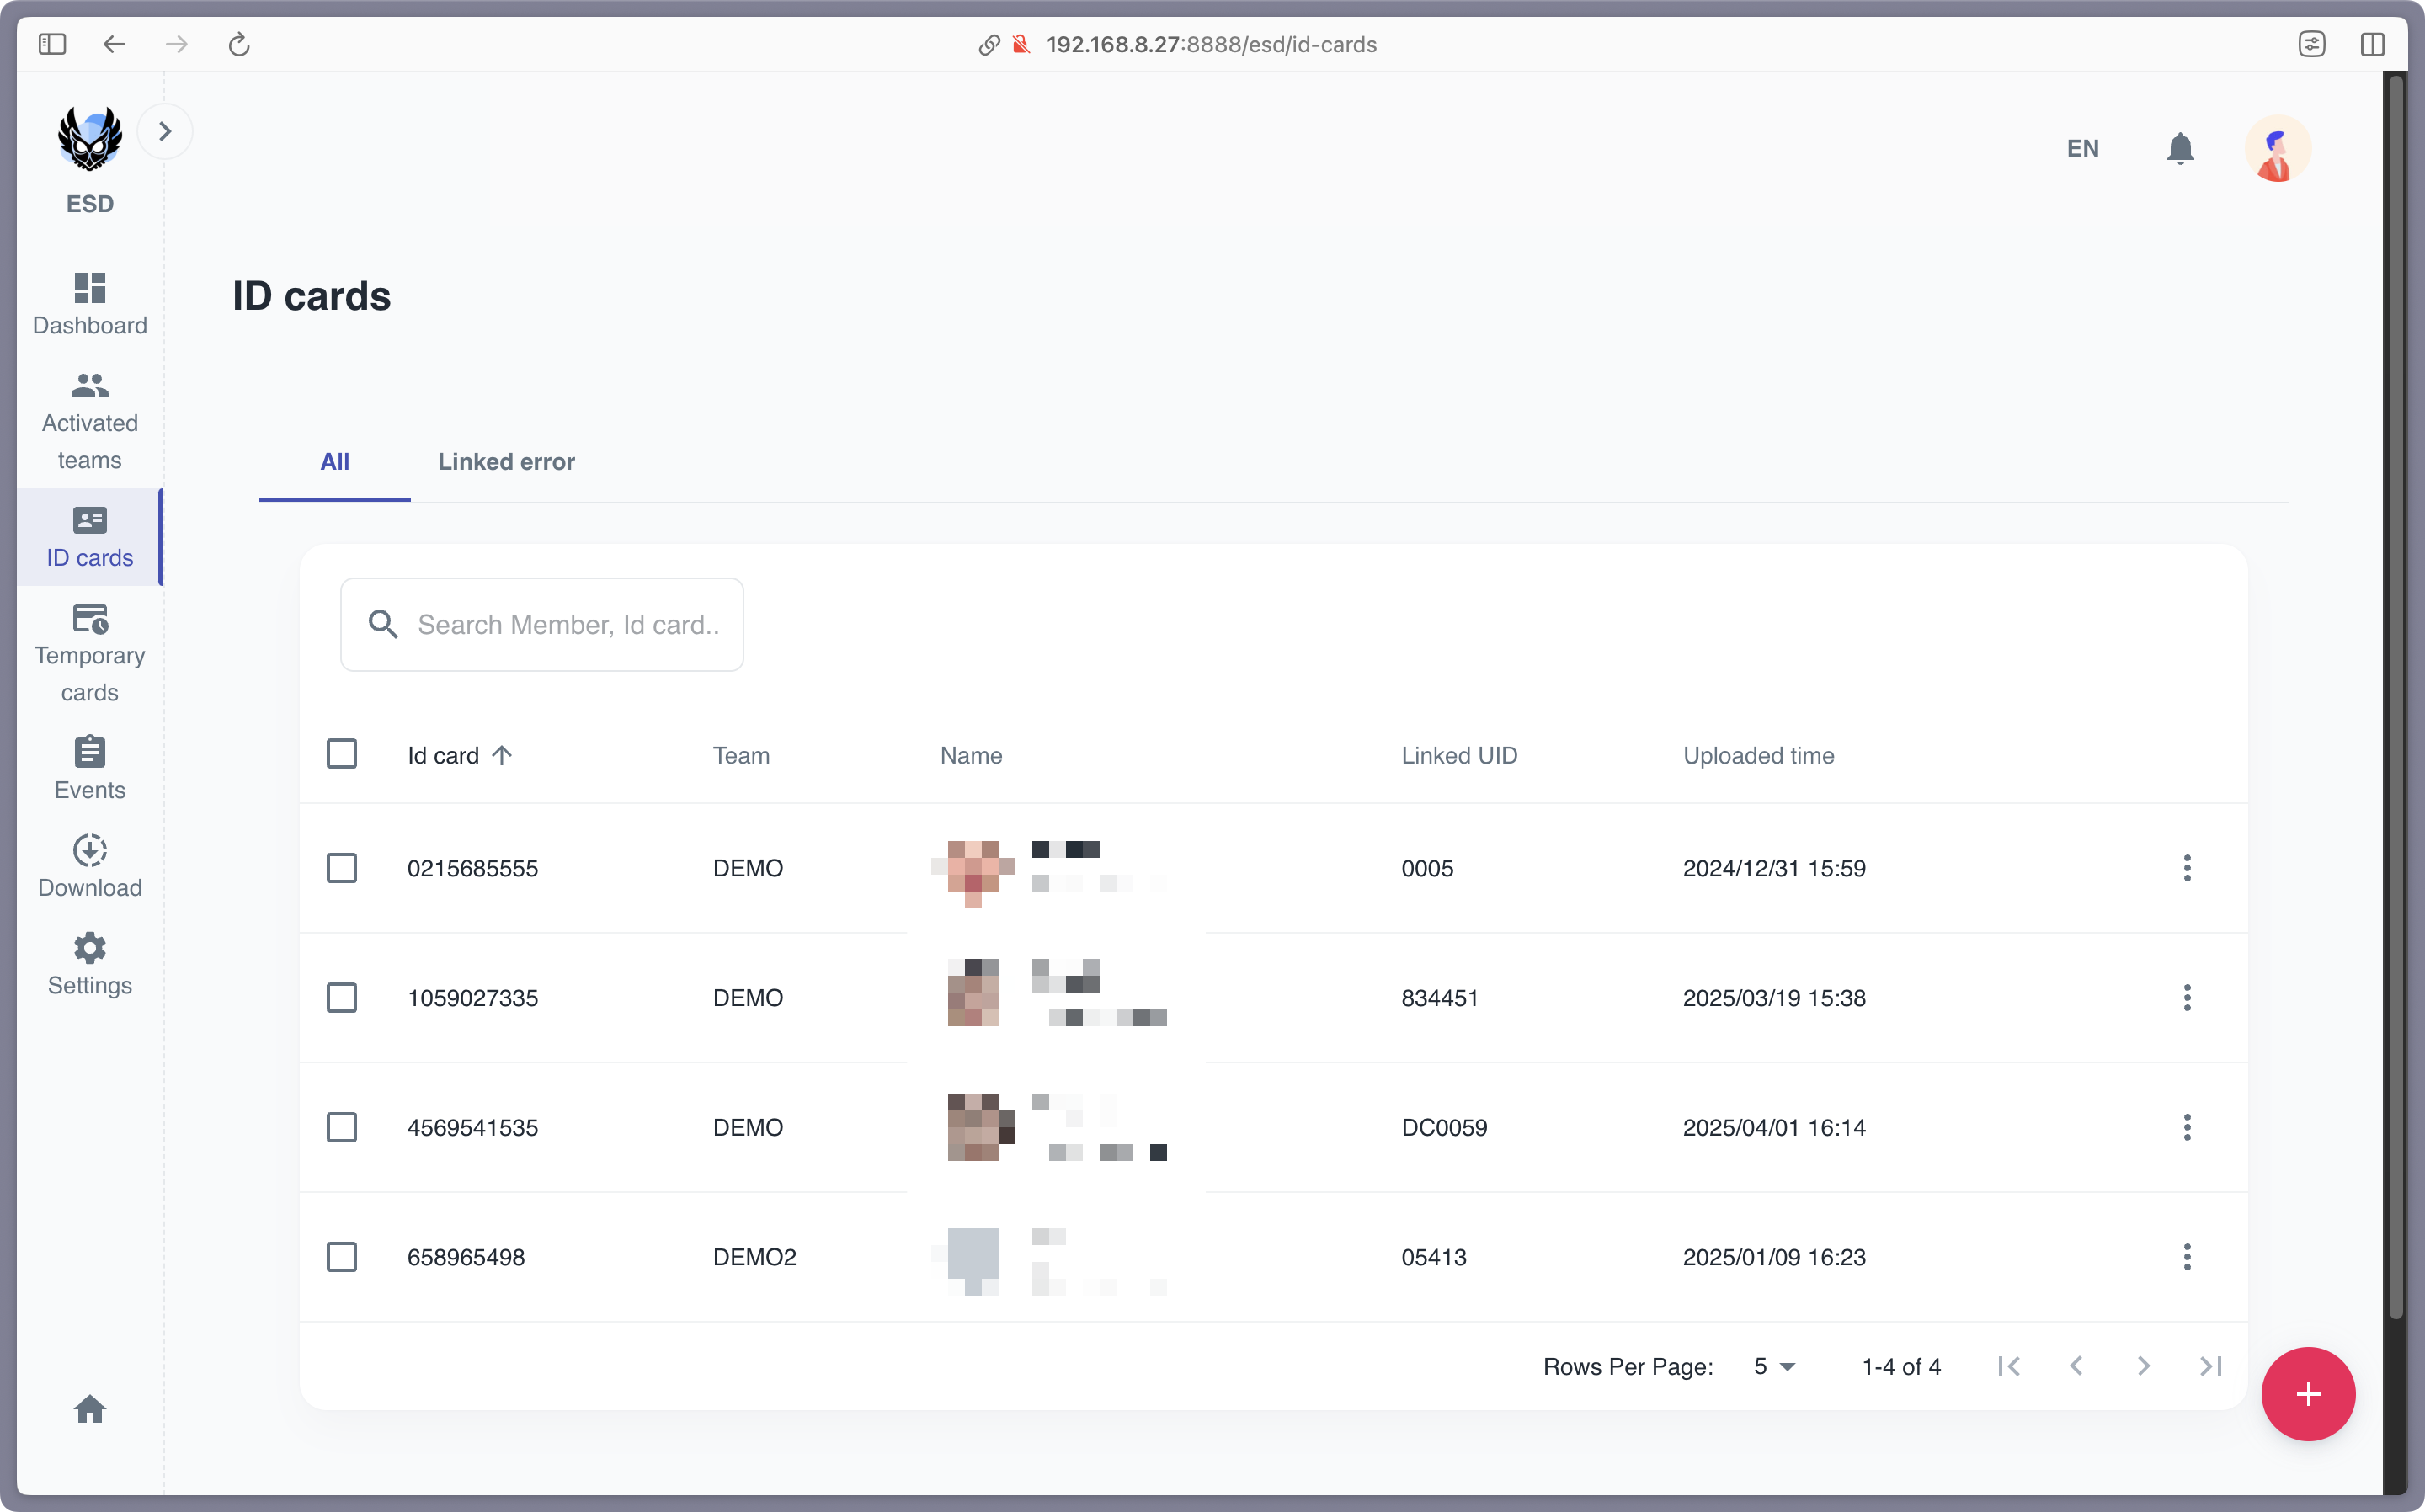 192.168.8.27:8888/esd/id-cards
EN
ESD
Dashboard
Activated
teams
ID cards
Temporary
cards
Events
Download
Settings
ID cards
All
Linked error
Search Member, Id card..
Id card Team Name Linked UID Uploaded time
0215685555 DEMO 0005 2024/12/31 15:59
1059027335 DEMO 834451 2025/03/19 15:38
4569541535 DEMO DC0059 2025/04/01 16:14
658965498 DEMO2 05413 2025/01/09 16:23
Rows Per Page: 5 1-4 of 4